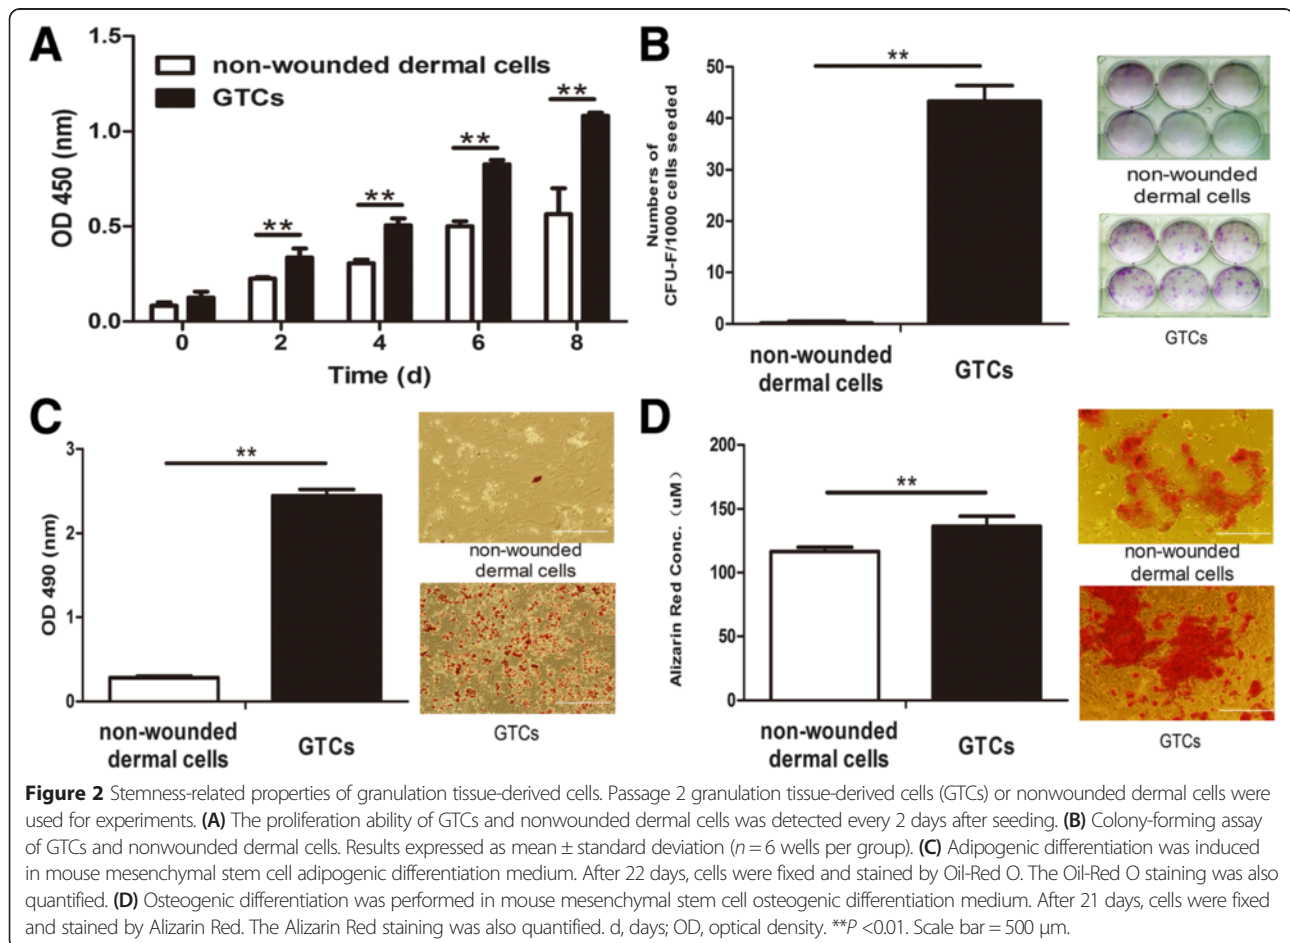 A
1.5
1.0
0.5
0.0
OD 450 (nm)
non-wounded dermal cells
GTCs
**
**
**
**
0 2 4 6 8
Time (d)
B
50
40
30
20
10
0
Numbers of
CFU-F/1000 cells seeded
**
non-wounded
dermal cells
GTCs
non-wounded
dermal cells
GTCs
C
3
2
1
0
OD 490 (nm)
**
non-wounded
dermal cells
GTCs
non-wounded
dermal cells
GTCs
D
200
150
100
50
0
Alizarin Red Conc.（uM）
**
non-wounded
dermal cells
GTCs
non-wounded
dermal cells
GTCs
Figure 2 Stemness-related properties of granulation tissue-derived cells. Passage 2 granulation tissue-derived cells (GTCs) or nonwounded dermal cells were
used for experiments. (A) The proliferation ability of GTCs and nonwounded dermal cells was detected every 2 days after seeding. (B) Colony-forming assay
of GTCs and nonwounded dermal cells. Results expressed as mean ± standard deviation (n = 6 wells per group). (C) Adipogenic differentiation was induced
in mouse mesenchymal stem cell adipogenic differentiation medium. After 22 days, cells were fixed and stained by Oil-Red O. The Oil-Red O staining was also
quantified. (D) Osteogenic differentiation was performed in mouse mesenchymal stem cell osteogenic differentiation medium. After 21 days, cells were fixed
and stained by Alizarin Red. The Alizarin Red staining was also quantified. d, days; OD, optical density. **P <0.01. Scale bar = 500 μm.